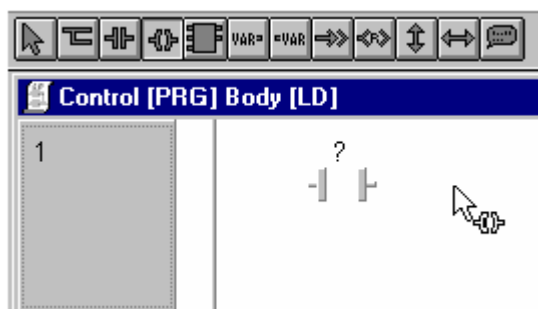 VAR= =VAR <R>
Control [PRG] Body [LD]
1
?